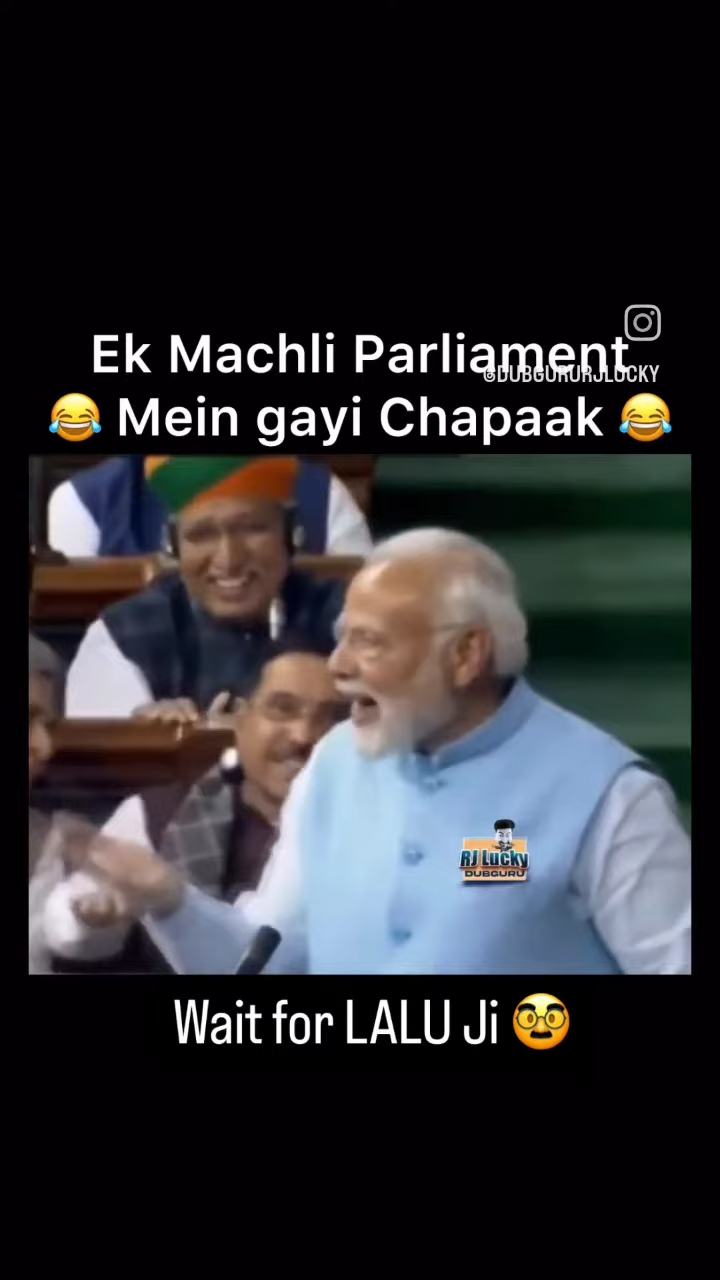 Ek Machli Parliament
©DUBGURURJLUCKY
😂 Mein gayi Chapaak 😂
RJ Lucky
DUBGURU
Wait for LALU Ji 🥸